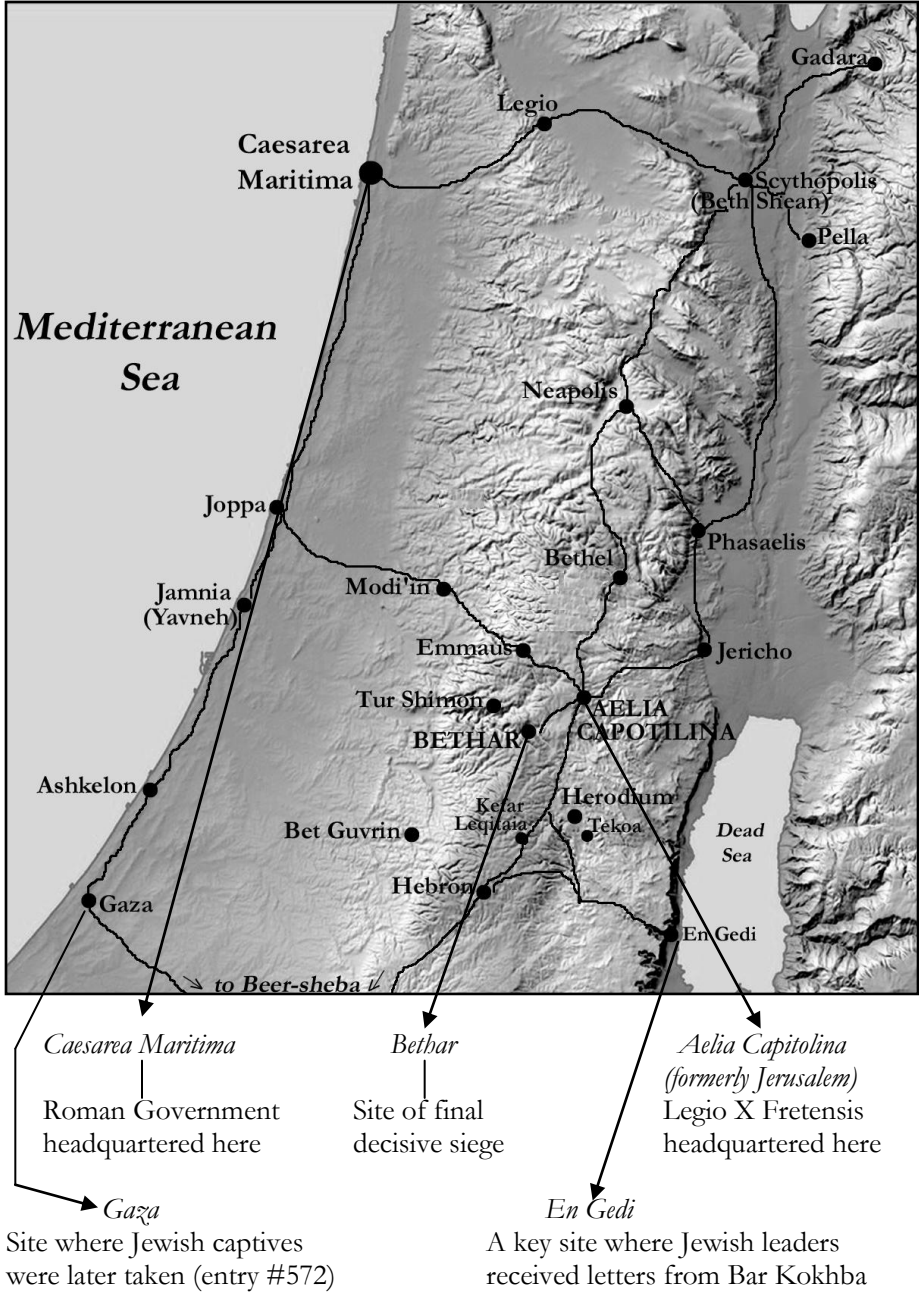 Gadara
Legio
Caesarea
Maritima
Scythopolis
(Beth Shean)
Pella
Mediterranean
Sea
Neapolis
Joppa
Phasaelis
Bethel
Modi'in
Jamnia
(Yavneh)
Emmaus
Jericho
Tur Shimon
AELIA
CAPOTILINA
BETHAR
Ashkelon
Herodium
Kefar
Leqitaia
Tekoa
Bet Guvrin
Dead
Sea
Hebron
Gaza
En Gedi
to Beer-sheba
Caesarea Maritima
Roman Government
headquartered here
Bethar
Site of final
decisive siege
Aelia Capitolina
(formerly Jerusalem)
Legio X Fretensis
headquartered here
Gaza
Site where Jewish captives
were later taken (entry #572)
En Gedi
A key site where Jewish leaders
received letters from Bar Kokhba